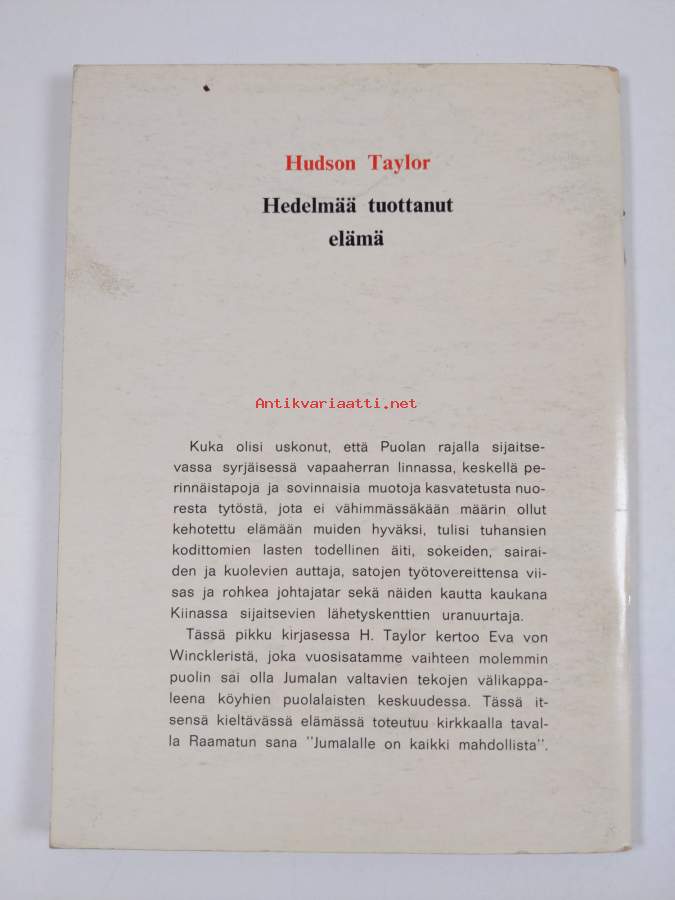 Hudson Taylor
Hedelmää tuottanut
elämä
Antikvariaatti.net
Kuka olisi uskonut, että Puolan rajalla sijaitse-
vassa syrjäisessä vapaaherran linnassa, keskellä pe-
rinnäistapoja ja sovinnaisia muotoja kasvatetusta nuo-
resta tytöstä, jota ei vähimmässäkään määrin ollut
kehotettu elämään muiden hyväksi, tulisi tuhansien
kodittomien lasten todellinen äiti, sokeiden, sairai-
den ja kuolevien auttaja, satojen työtovereittensa vii-
sas ja rohkea johtajatar sekä näiden kautta kaukana
Kiinassa sijaitsevien lähetyskenttien uranuurtaja.
Tässä pikku kirjasessa H. Taylor kertoo Eva von
Winckleristä, joka vuosisatamme vaihteen molemmin
puolin sai olla Jumalan valtavien tekojen välikappa-
leena köyhien puolalaisten keskuudessa. Tässä it-
sensä kieltävässä elämässä toteutuu kirkkaalla taval-
la Raamatun sana "Jumalalle on kaikki mahdollista".